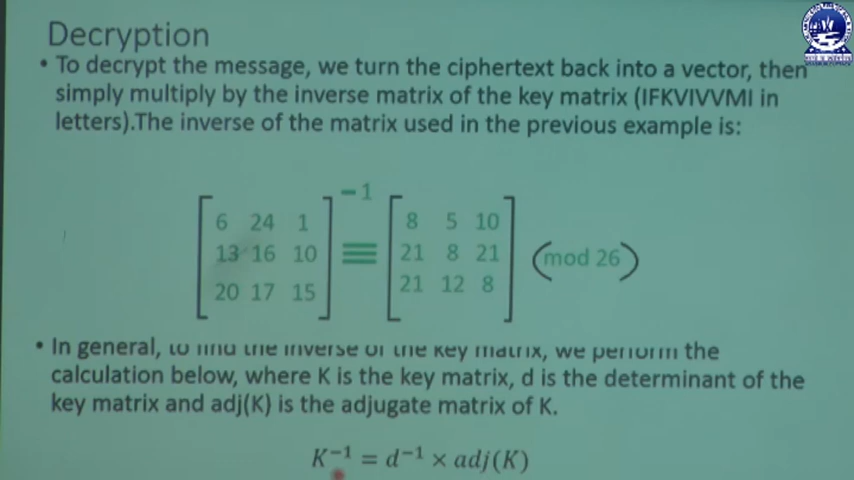 Decryption
• To decrypt the message, we turn the ciphertext back into a vector, then
simply multiply by the inverse matrix of the key matrix (IFKVIVVMI in
letters).The inverse of the matrix used in the previous example is:
[6 24 1
13 16 10
20 17 15]
−1
≡
[8 5 10
21 8 21
21 12 8]
(mod 26)
• In general, to find the inverse of the key matrix, we perform the
calculation below, where K is the key matrix, d is the determinant of the
key matrix and adj(K) is the adjugate matrix of K.
K⁻¹ = d⁻¹ × adj(K)